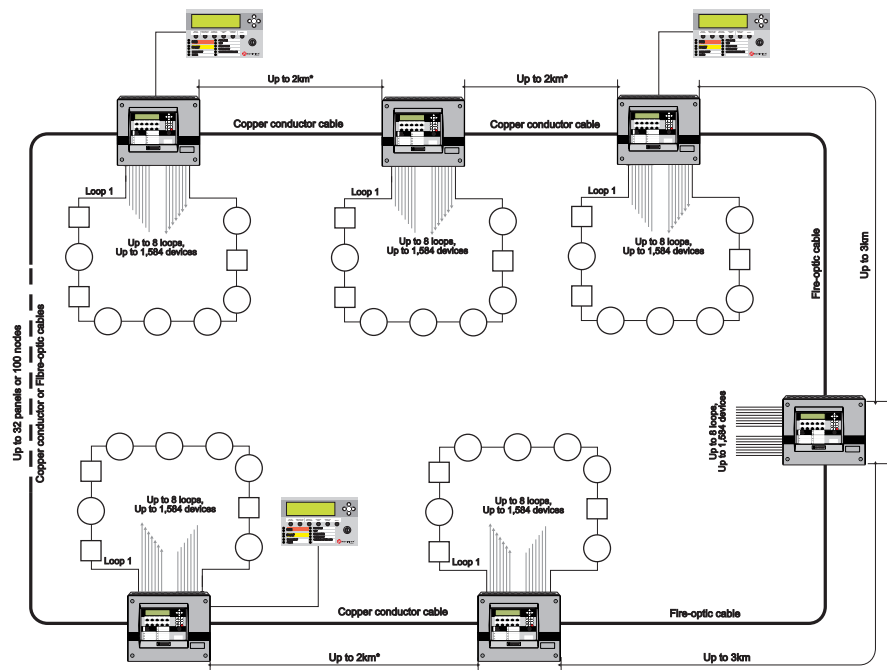 Up to 2km*
Up to 2km*
Copper conductor cable
Copper conductor cable
Loop 1
Loop 1
Loop 1
Up to 8 loops,
Up to 1,584 devices
Up to 8 loops,
Up to 1,584 devices
Up to 8 loops,
Up to 1,584 devices
Fire-optic cable
Up to 3km
Up to 32 panels or 100 nodes
Copper conductor or Fibre-optic cables
Up to 8 loops,
Up to 1,584 devices
Up to 8 loops,
Up to 1,584 devices
Up to 8 loops,
Up to 1,584 devices
Loop 1
Loop 1
Copper conductor cable
Fire-optic cable
Up to 2km*
Up to 3km